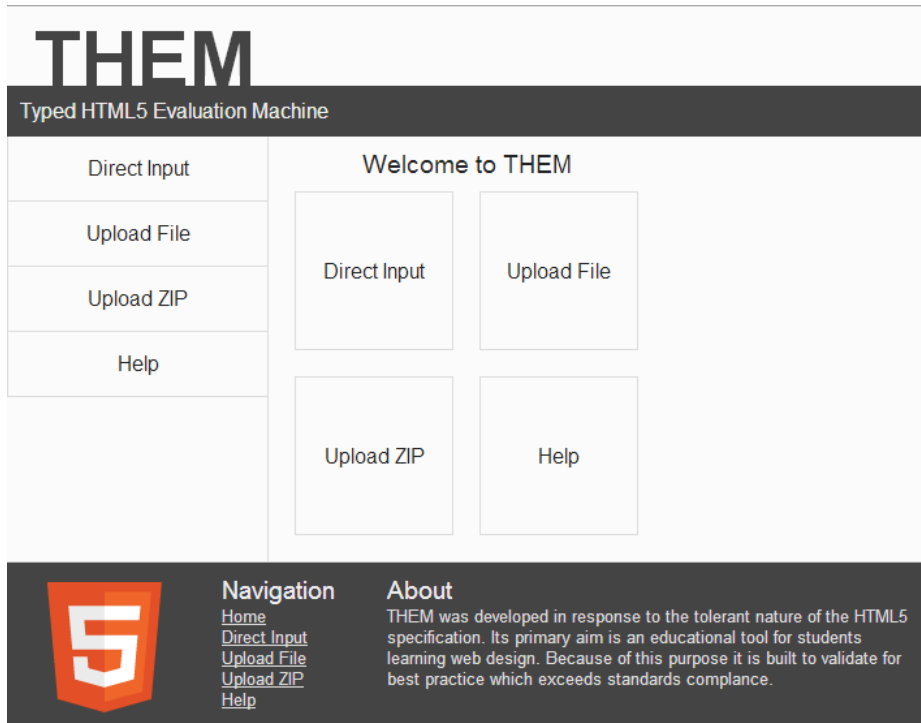 THEM
Typed HTML5 Evaluation Machine
Direct Input
Upload File
Upload ZIP
Help
Welcome to THEM
Direct Input
Upload File
Upload ZIP
Help
5
Navigation
Home
Direct Input
Upload File
Upload ZIP
Help
About
THEM was developed in response to the tolerant nature of the HTML5
specification. Its primary aim is an educational tool for students
learning web design. Because of this purpose it is built to validate for
best practice which exceeds standards complance.